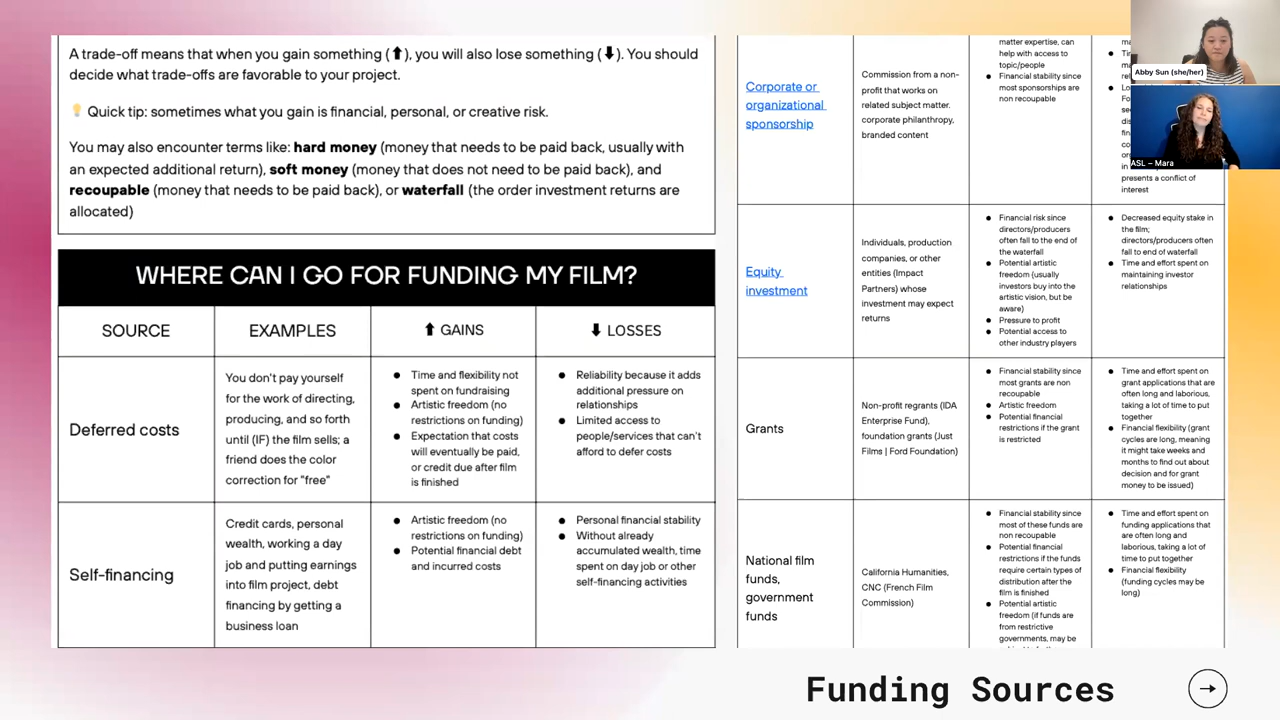 A trade-off means that when you gain something (⬆), you will also lose something (⬇). You should
decide what trade-offs are favorable to your project.
💡 Quick tip: sometimes what you gain is financial, personal, or creative risk.
You may also encounter terms like: hard money (money that needs to be paid back, usually with
an expected additional return), soft money (money that does not need to be paid back), and
recoupable (money that needs to be paid back), or waterfall (the order investment returns are
allocated)
WHERE CAN I GO FOR FUNDING MY FILM?
SOURCE
EXAMPLES
⬆ GAINS
⬇ LOSSES
Deferred costs
You don't pay yourself
for the work of directing,
producing, and so forth
until (IF) the film sells; a
friend does the color
correction for "free"
● Time and flexibility not
spent on fundraising
● Artistic freedom (no
restrictions on funding)
● Expectation that costs
will eventually be paid,
or credit due after film
is finished
● Reliability because it adds
additional pressure on
relationships
● Limited access to
people/services that can't
afford to defer costs
Self-financing
Credit cards, personal
wealth, working a day
job and putting earnings
into film project, debt
financing by getting a
business loan
● Artistic freedom (no
restrictions on funding)
● Potential financial debt
and incurred costs
● Personal financial stability
● Without already
accumulated wealth, time
spent on day job or other
self-financing activities
Corporate or
organizational
sponsorship
Commission from a non-
profit that works on
related subject matter.
corporate philanthropy,
branded content
matter expertise, can
help with access to
topic/people
● Financial stability since
most sponsorships are
non recoupable
presents a conflict of
interest
Equity
investment
Individuals, production
companies, or other
entities (Impact
Partners) whose
investment may expect
returns
● Financial risk since
directors/producers
often fall to the end of
the waterfall
● Potential artistic
freedom (usually
investors buy into the
artistic vision, but be
aware)
● Pressure to profit
● Potential access to
other industry players
● Decreased equity stake in
the film;
directors/producers often
fall to end of waterfall
● Time and effort spent on
maintaining investor
relationships
Grants
Non-profit regrants (IDA
Enterprise Fund),
foundation grants (Just
Films | Ford Foundation)
● Financial stability since
most grants are non
recoupable
● Artistic freedom
● Potential financial
restrictions if the grant
is restricted
● Time and effort spent on
grant applications that are
often long and laborious,
taking a lot of time to put
together
● Financial flexibility (grant
cycles are long, meaning
it might take weeks and
months to find out about
decision and for grant
money to be issued)
National film
funds,
government
funds
California Humanities,
CNC (French Film
Commission)
● Financial stability since
most of these funds are
non recoupable
● Potential financial
restrictions if the funds
require certain types of
distribution after the
film is finished
● Potential artistic
freedom (if funds are
from restrictive
governments, may be
● Time and effort spent on
funding applications that
are often long and
laborious, taking a lot of
time to put together
● Financial flexibility
(funding cycles may be
long)
Abby Sun (she/her)
ASL – Mara
Funding Sources